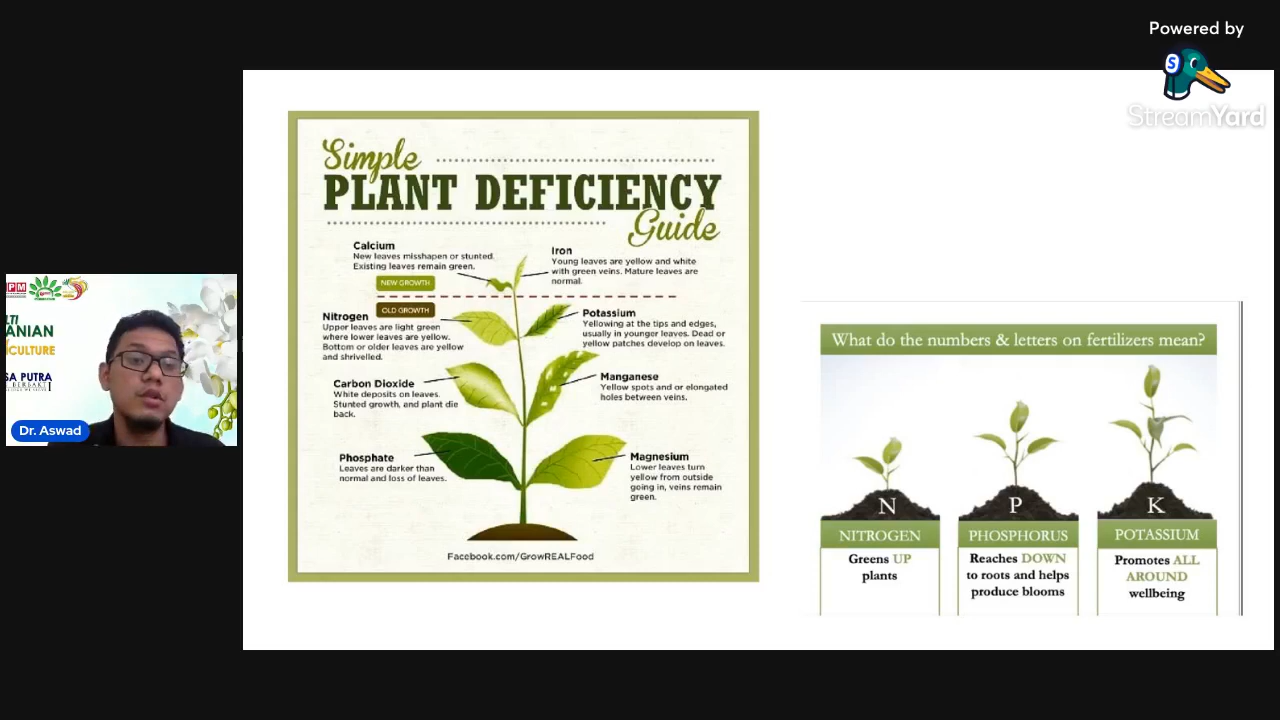 Powered by
StreamYard
Simple
PLANT DEFICIENCY
Guide
Calcium
New leaves misshapen or stunted.
Existing leaves remain green.
NEW GROWTH
Iron
Young leaves are yellow and white
with green veins. Mature leaves are
normal.
OLD GROWTH
Nitrogen
Upper leaves are light green
where lower leaves are yellow.
Bottom or older leaves are yellow
and shrivelled.
Potassium
Yellowing at the tips and edges,
usually in younger leaves. Dead or
yellow patches develop on leaves.
Carbon Dioxide
White deposits on leaves.
Stunted growth, and plant die
back.
Manganese
Yellow spots and or elongated
holes between veins.
Phosphate
Leaves are darker than
normal and loss of leaves.
Magnesium
Lower leaves turn
yellow from outside
going in, veins remain
green.
Facebook.com/GrowREALFood
What do the numbers & letters on fertilizers mean?
N
NITROGEN
Greens UP
plants
P
PHOSPHORUS
Reaches DOWN
to roots and helps
produce blooms
K
POTASSIUM
Promotes ALL
AROUND
wellbeing
PM
LTI
ANIAN
CULTURE
SA PUTRA
BERBAKTI
Dr. Aswad